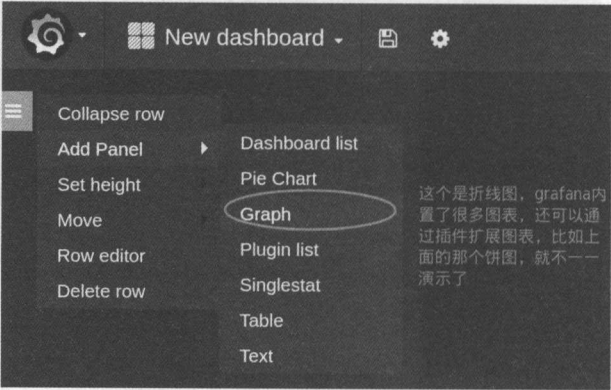 New dashboard
Collapse row
Add Panel
Set height
Move
Row editor
Delete row
Dashboard list
Pie Chart
Graph
Plugin list
Singlestat
Table
Text
这个是折线图，grafana内
置了很多图表，还可以通
过插件扩展图表，比如上
面的那个饼图，就不一一
演示了